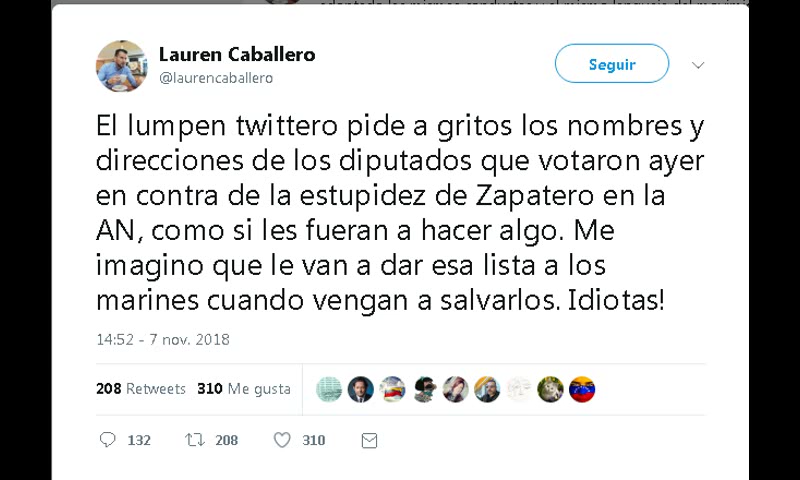 Lauren Caballero
@laurencaballero
Seguir
El lumpen twittero pide a gritos los nombres y
direcciones de los diputados que votaron ayer
en contra de la estupidez de Zapatero en la
AN, como si les fueran a hacer algo. Me
imagino que le van a dar esa lista a los
marines cuando vengan a salvarlos. Idiotas!
14:52 - 7 nov. 2018
208 Retweets 310 Me gusta
132 208 310